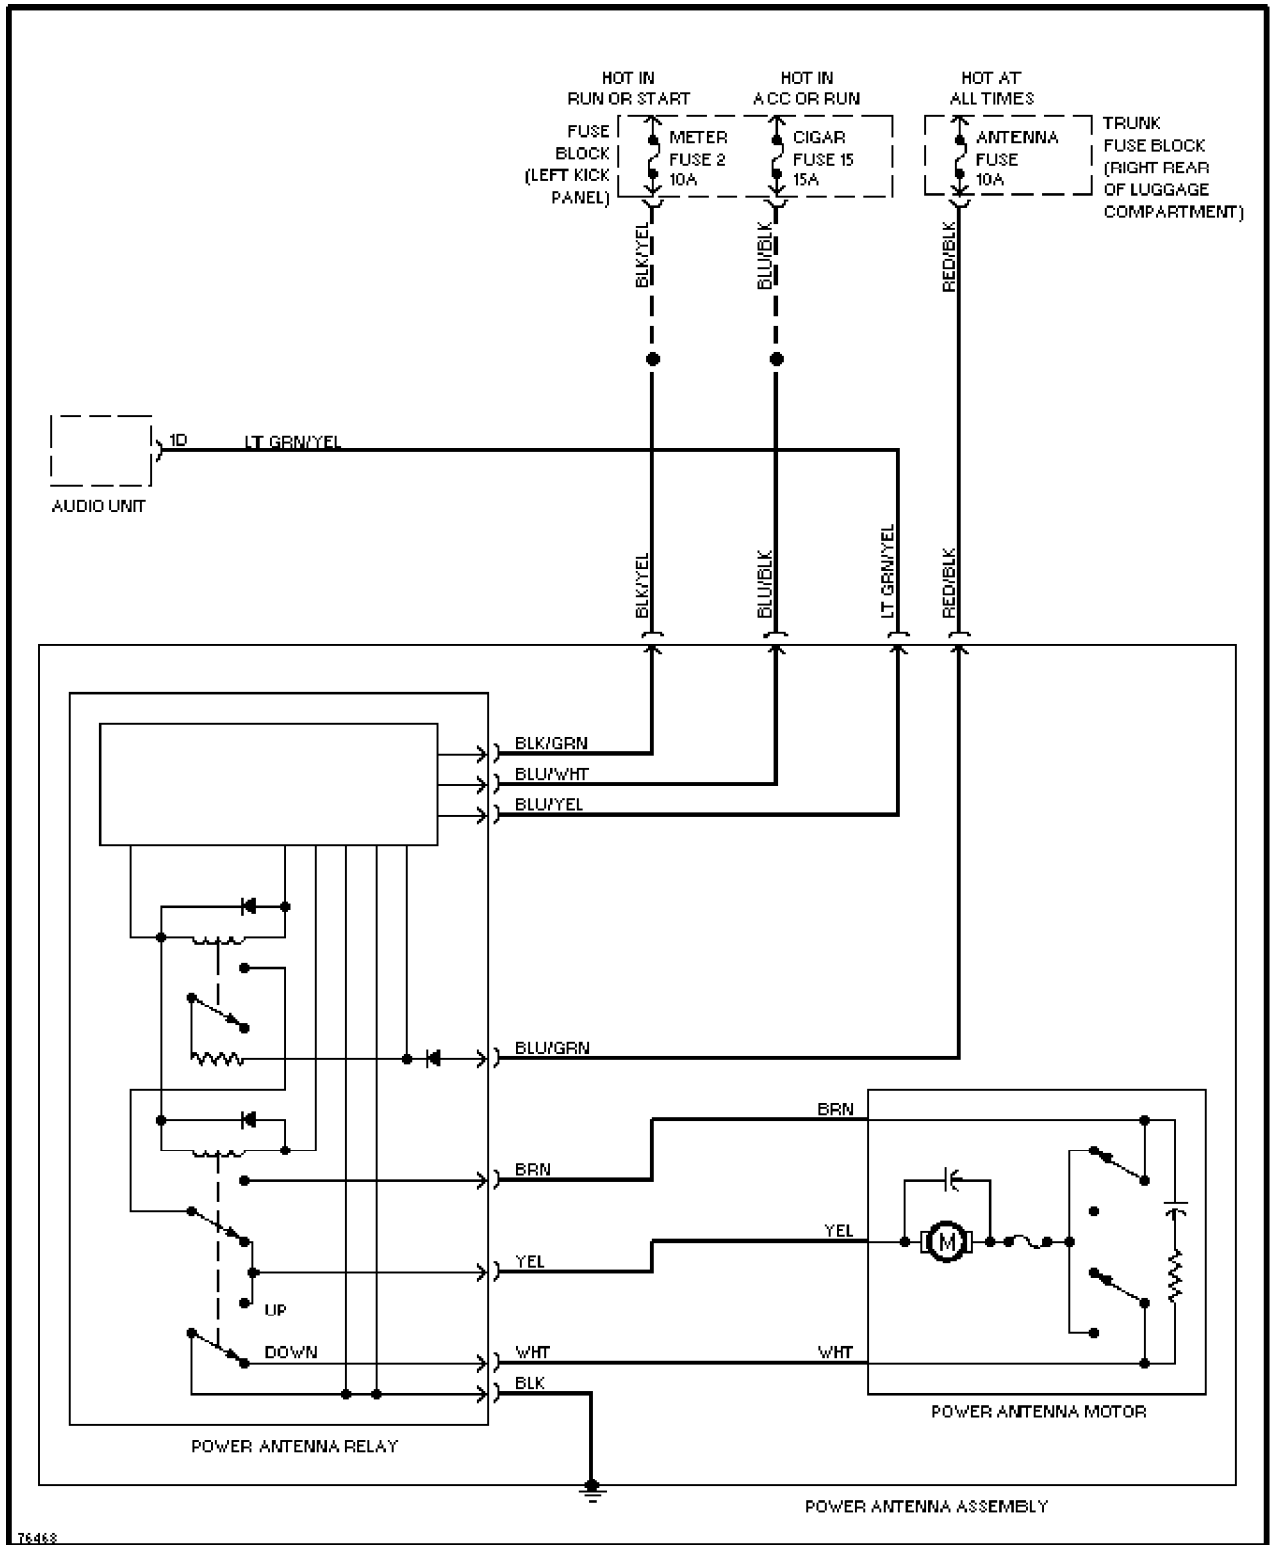 HOT IN
RUN OR START
HOT IN
ACC OR RUN
HOT AT
ALL TIMES
FUSE
BLOCK
(LEFT KICK
PANEL)
METER
FUSE 2
10A
CIGAR
FUSE 15
15A
ANTENNA
FUSE
10A
TRUNK
FUSE BLOCK
(RIGHT REAR
OF LUGGAGE
COMPARTMENT)
BLK/YEL
BLU/BLK
RED/BLK
1D
LT GRN/YEL
AUDIO UNIT
BLK/YEL
BLU/BLK
LT GRN/YEL
RED/BLK
BLK/GRN
BLU/WHT
BLU/YEL
BLU/GRN
BRN
BRN
YEL
M
YEL
UP
DOWN
WHT
WHT
BLK
POWER ANTENNA MOTOR
POWER ANTENNA RELAY
POWER ANTENNA ASSEMBLY
76468